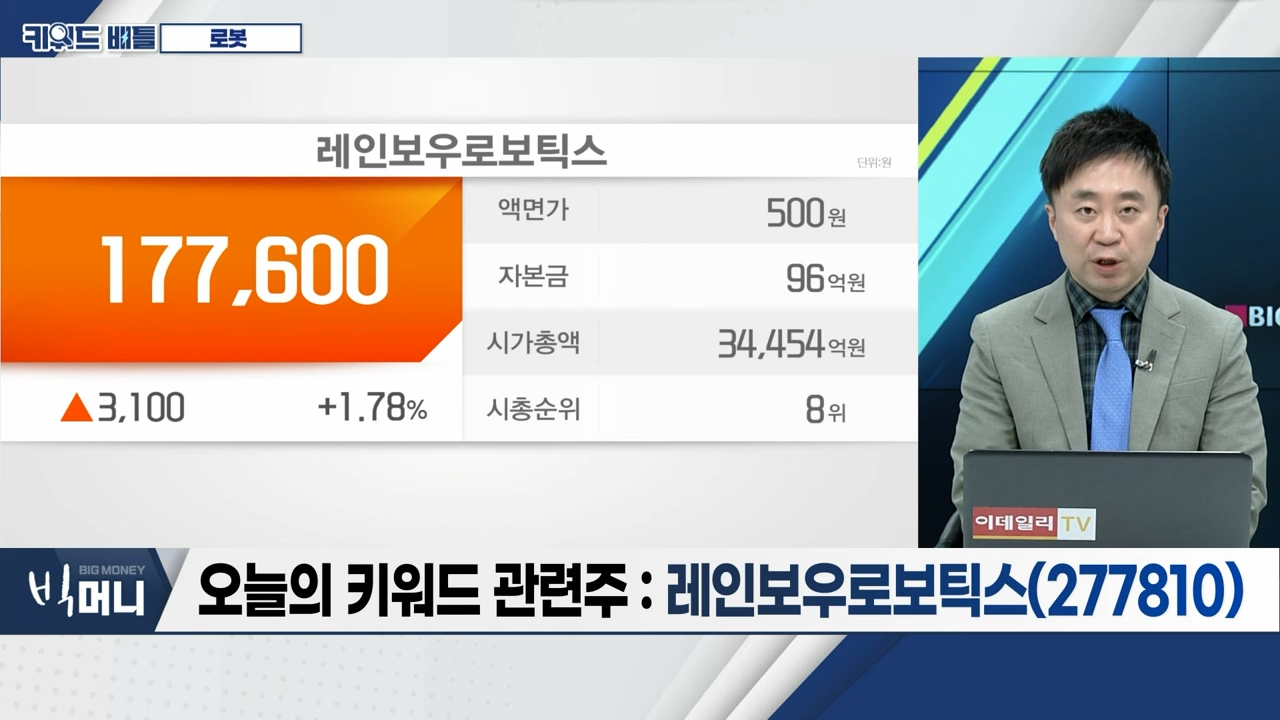 키워드 배틀 로봇
레인보우로보틱스
단위:원
177,600
▲3,100 +1.78%
액면가 500원
자본금 96억원
시가총액 34,454억원
시총순위 8위
BIG
이데일리 TV
BIG MONEY
빅머니
오늘의 키워드 관련주 : 레인보우로보틱스(277810)